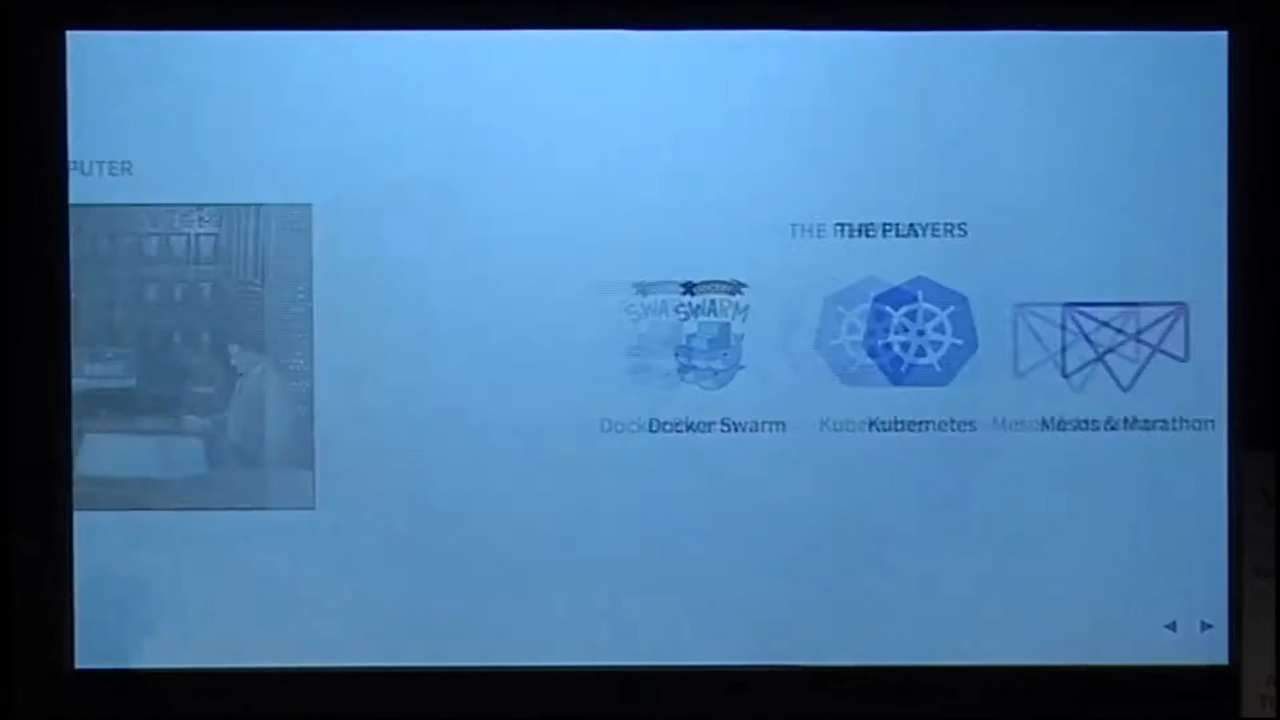 PUTER
THE PLAYERS
SWARM
Docker Swarm
Kubernetes
Mesos & Marathon